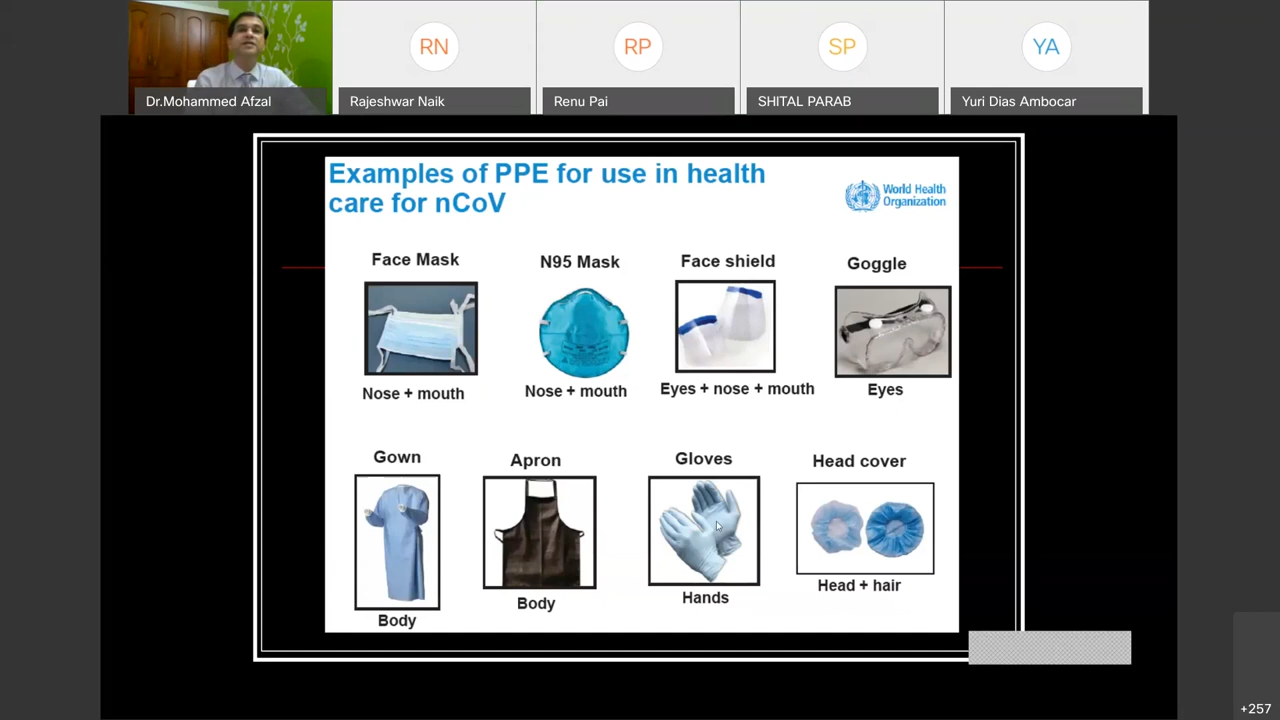 RN
RP
SP
YA
Dr.Mohammed Afzal
Rajeshwar Naik
Renu Pai
SHITAL PARAB
Yuri Dias Ambocar
Examples of PPE for use in health
care for nCoV
World Health
Organization
Face Mask
N95 Mask
Face shield
Goggle
Nose + mouth
Nose + mouth
Eyes + nose + mouth
Eyes
Gown
Apron
Gloves
Head cover
Body
Body
Hands
Head + hair
+257